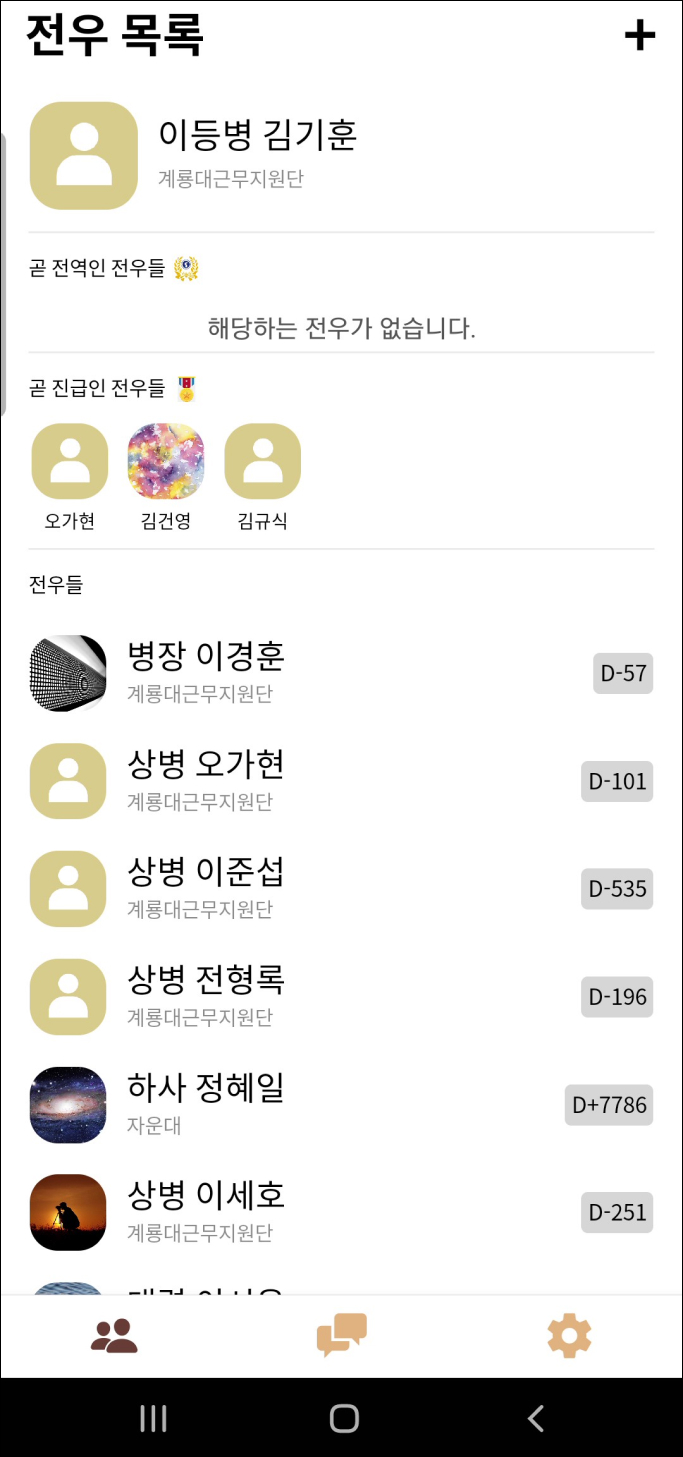 전우 목록
이등병 김기훈
계룡대근무지원단
곧 전역인 전우들
해당하는 전우가 없습니다.
곧 진급인 전우들
오가현 김건영 김규식
전우들
병장 이경훈
계룡대근무지원단
D-57
상병 오가현
계룡대근무지원단
D-101
상병 이준섭
계룡대근무지원단
D-535
상병 전형록
계룡대근무지원단
D-196
하사 정혜일
자운대
D+7786
상병 이세호
계룡대근무지원단
D-251